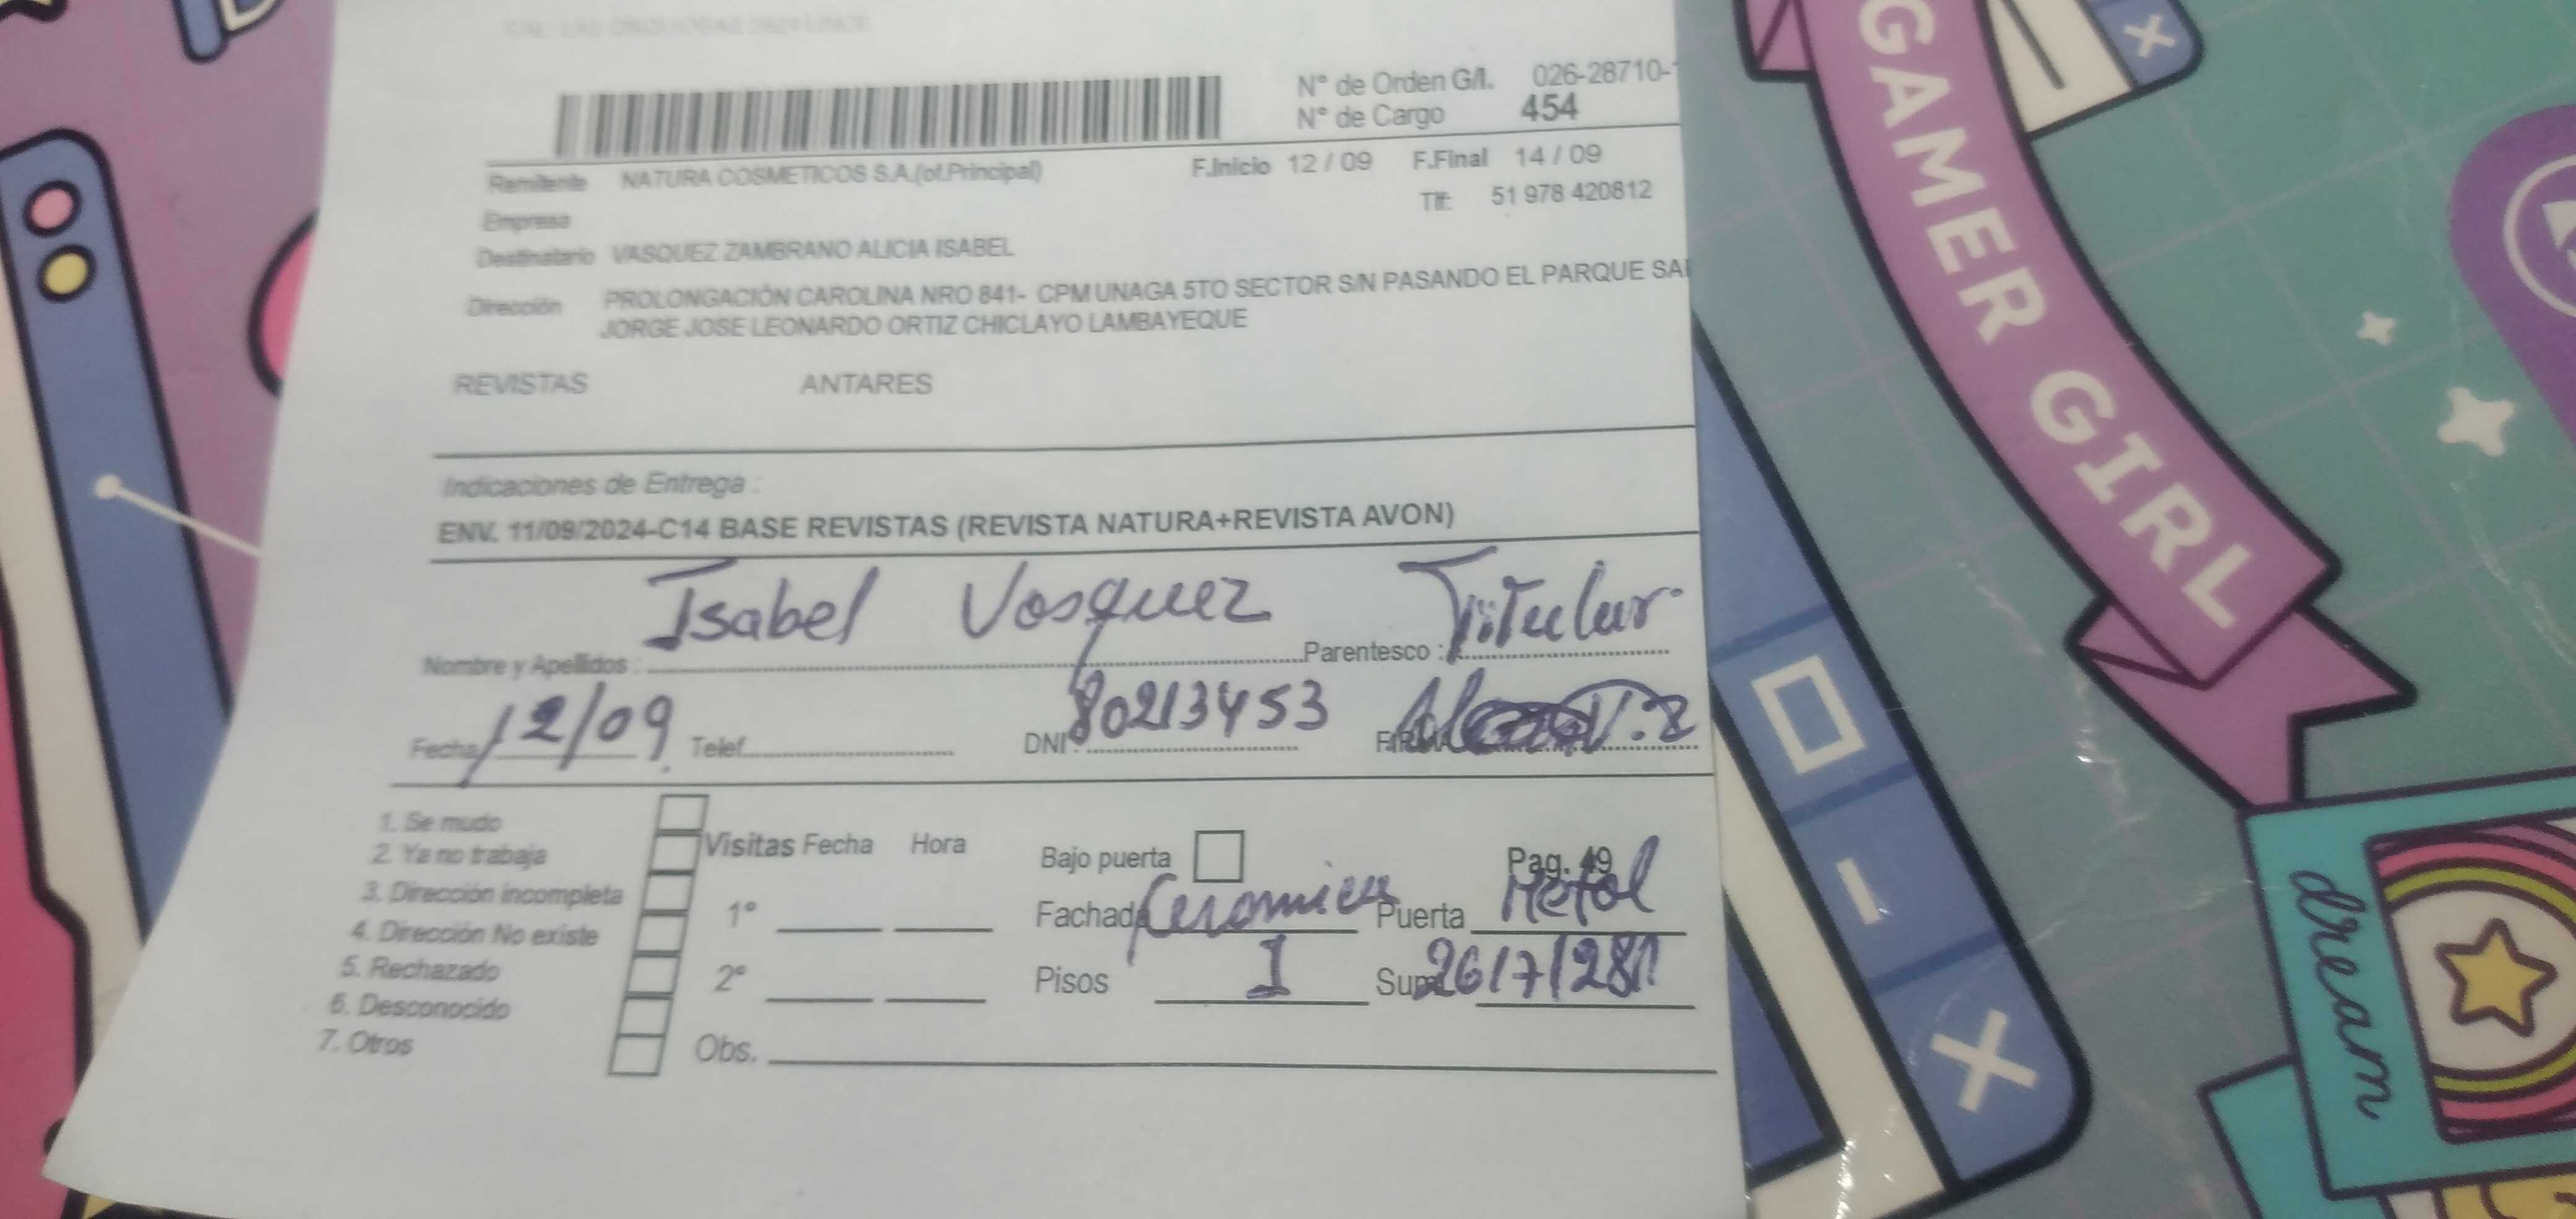 N° de Orden G/I. 026-28710-1
N° de Cargo 454
Remitente NATURA COSMETICOS S.A.(of.Principal) F.Inicio 12 / 09 F.Final 14 / 09
Empresa Tlf: 51 978 420812
Destinatario VASQUEZ ZAMBRANO ALICIA ISABEL
Dirección PROLONGACIÓN CAROLINA NRO 841- CPM UNAGA 5TO SECTOR S/N PASANDO EL PARQUE SAN
JORGE JOSE LEONARDO ORTIZ CHICLAYO LAMBAYEQUE
REVISTAS ANTARES
Indicaciones de Entrega :
ENV. 11/09/2024-C14 BASE REVISTAS (REVISTA NATURA+REVISTA AVON)
Nombre y Apellidos : Isabel Vasquez Parentesco : Titular
Fecha 12/09 Telef. DNI : 80213453 V.Z
1. Se mudo
2. Ya no trabaja
3. Dirección incompleta
4. Dirección No existe
5. Rechazado
6. Desconocido
7. Otros
Visitas Fecha Hora
1°
2°
Obs.
Bajo puerta Pag. 49
Fachada Ceramica Puerta Metal
Pisos 1 Sum
GAMER GIRL
dream